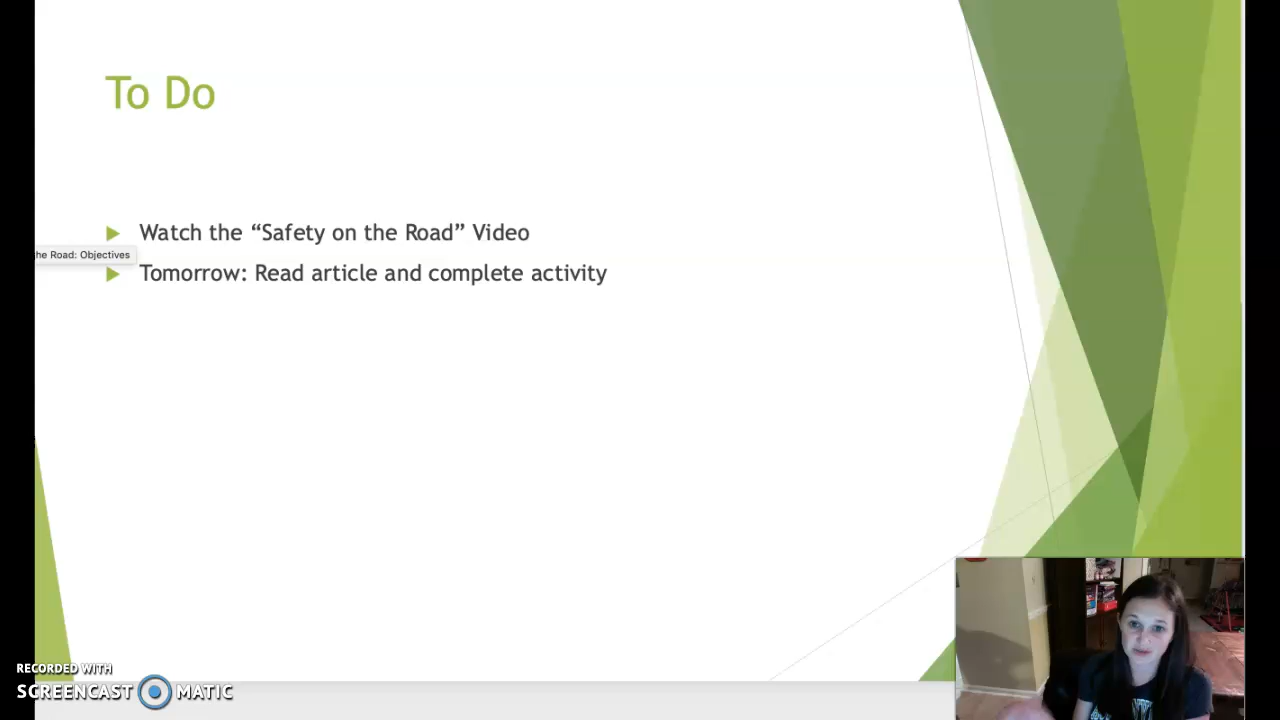 To Do
Watch the “Safety on the Road” Video
he Road: Objectives
Tomorrow: Read article and complete activity
RECORDED WITH
SCREENCAST MATIC